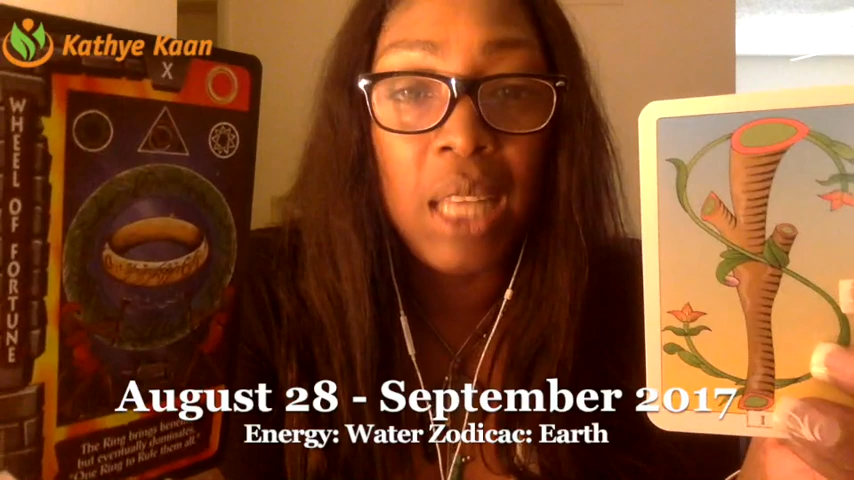 Kathye Kaan
X
WHEEL OF FORTUNE
The Ring brings
but eventually dominates.
"One Ring to Rule them all."
August 28 - September 2017
Energy: Water Zodicac: Earth
I